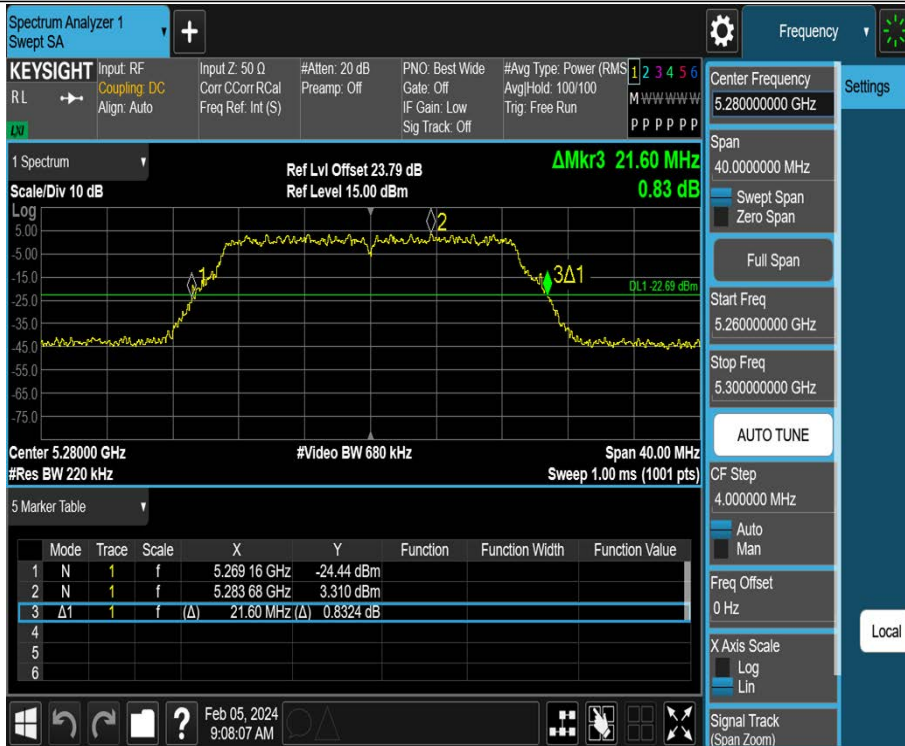 Spectrum Analyzer 1
Swept SA
+
Frequency
KEYSIGHT
RL
LXI
Input: RF
Coupling: DC
Align: Auto
Input Z: 50 Ω
Corr CCorr RCal
Freq Ref: Int (S)
#Atten: 20 dB
Preamp: Off
PNO: Best Wide
Gate: Off
IF Gain: Low
Sig Track: Off
#Avg Type: Power (RMS
Avg|Hold: 100/100
Trig: Free Run
1 2 3 4 5 6
M W W W W W
P P P P P P
1 Spectrum
Scale/Div 10 dB
Ref Lvl Offset 23.79 dB
Ref Level 15.00 dBm
ΔMkr3 21.60 MHz
0.83 dB
Log
5.00
-5.00
-15.0
-25.0
-35.0
-45.0
-55.0
-65.0
-75.0
1
2
3Δ1
DL1 -22.69 dBm
Center 5.28000 GHz
#Video BW 680 kHz
Span 40.00 MHz
#Res BW 220 kHz
Sweep 1.00 ms (1001 pts)
5 Marker Table
Mode Trace Scale X Y Function Function Width Function Value
1 N 1 f 5.269 16 GHz -24.44 dBm
2 N 1 f 5.283 68 GHz 3.310 dBm
3 Δ1 1 f (Δ) 21.60 MHz (Δ) 0.8324 dB
4
5
6
?
Feb 05, 2024
9:08:07 AM
Center Frequency
5.280000000 GHz
Span
40.0000000 MHz
Swept Span
Zero Span
Full Span
Start Freq
5.260000000 GHz
Stop Freq
5.300000000 GHz
AUTO TUNE
CF Step
4.000000 MHz
Auto
Man
Freq Offset
0 Hz
X Axis Scale
Log
Lin
Signal Track
(Span Zoom)
Settings
Local